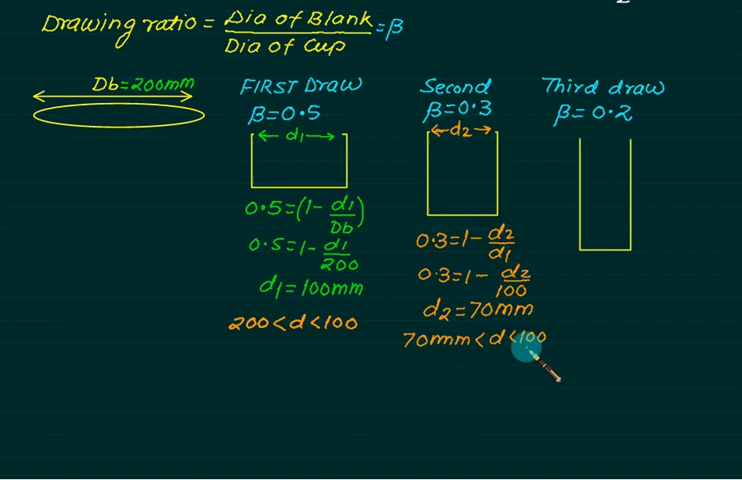 Drawing ratio = Dia of Blank / Dia of Cup = β
Db=200mm
FIRST Draw
β=0.5
d1
0.5=(1-d1/Db)
0.5=1-d1/200
d1=100mm
200<d<100
Second
β=0.3
d2
0.3=1-d2/d1
0.3=1-d2/100
d2=70mm
70mm<d<100
Third draw
β=0.2